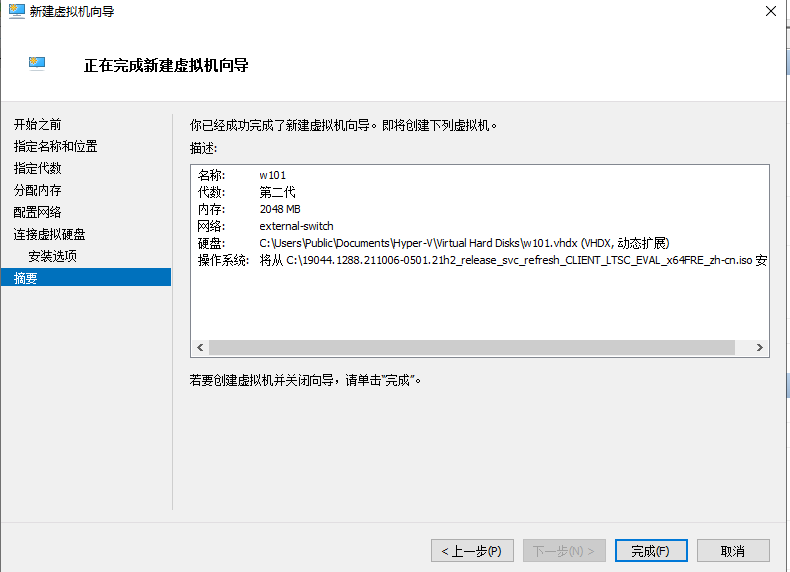 新建虚拟机向导
正在完成新建虚拟机向导
开始之前
指定名称和位置
指定代数
分配内存
配置网络
连接虚拟硬盘
安装选项
摘要
你已经成功完成了新建虚拟机向导。即将创建下列虚拟机。
描述:
名称: w101
代数: 第二代
内存: 2048 MB
网络: external-switch
硬盘: C:\Users\Public\Documents\Hyper-V\Virtual Hard Disks\w101.vhdx (VHDX, 动态扩展)
操作系统: 将从 C:\19044.1288.211006-0501.21h2_release_svc_refresh_CLIENT_LTSC_EVAL_x64FRE_zh-cn.iso 安
若要创建虚拟机并关闭向导，请单击"完成"。
< 上一步(P) 下一步(N) > 完成(F) 取消